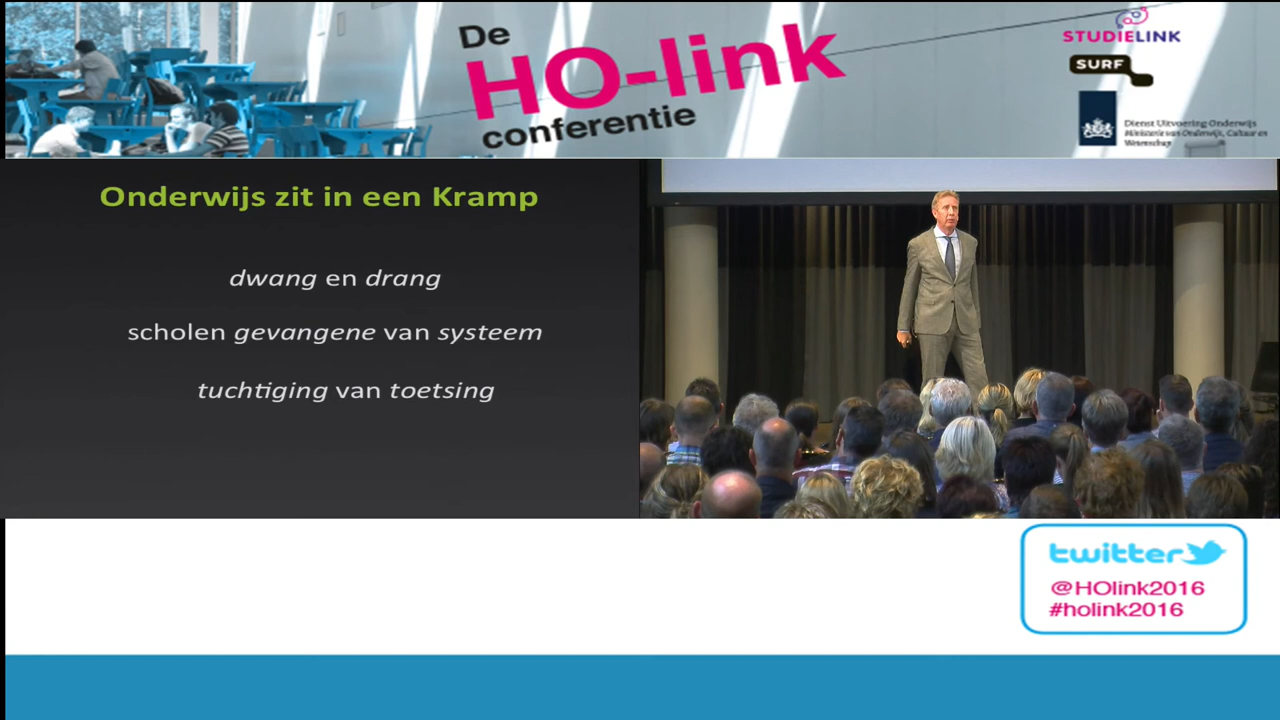 De
HO-link
conferentie
STUDIELINK
SURF
Dienst Uitvoering Onderwijs
Ministerie van Onderwijs, Cultuur en
Wetenschap
Onderwijs zit in een Kramp
dwang en drang
scholen gevangene van systeem
tuchtiging van toetsing
twitter
@HOlink2016
#holink2016